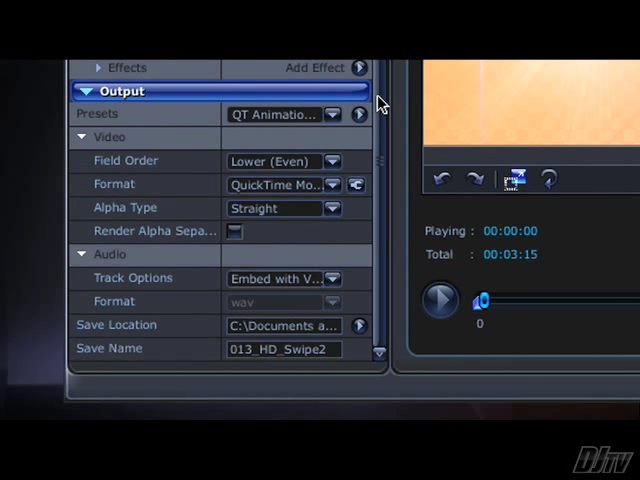 Effects Add Effect
Output
Presets QT Animatio...
Video
Field Order Lower (Even)
Format QuickTime Mo...
Alpha Type Straight
Render Alpha Sepa...
Audio
Track Options Embed with V...
Format wav
Save Location C:\Documents a...
Save Name 013_HD_Swipe2
Playing : 00:00:00
Total : 00:03:15
0
DJTV